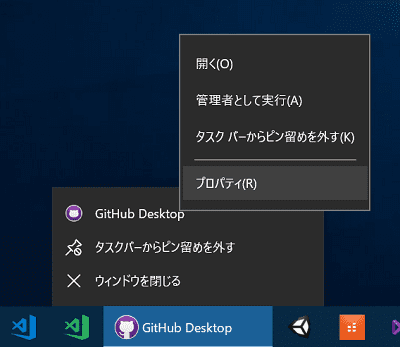 開く(O)
管理者として実行(A)
タスク バーからピン留めを外す(K)
プロパティ(R)
GitHub Desktop
タスクバーからピン留めを外す
ウィンドウを閉じる
GitHub Desktop